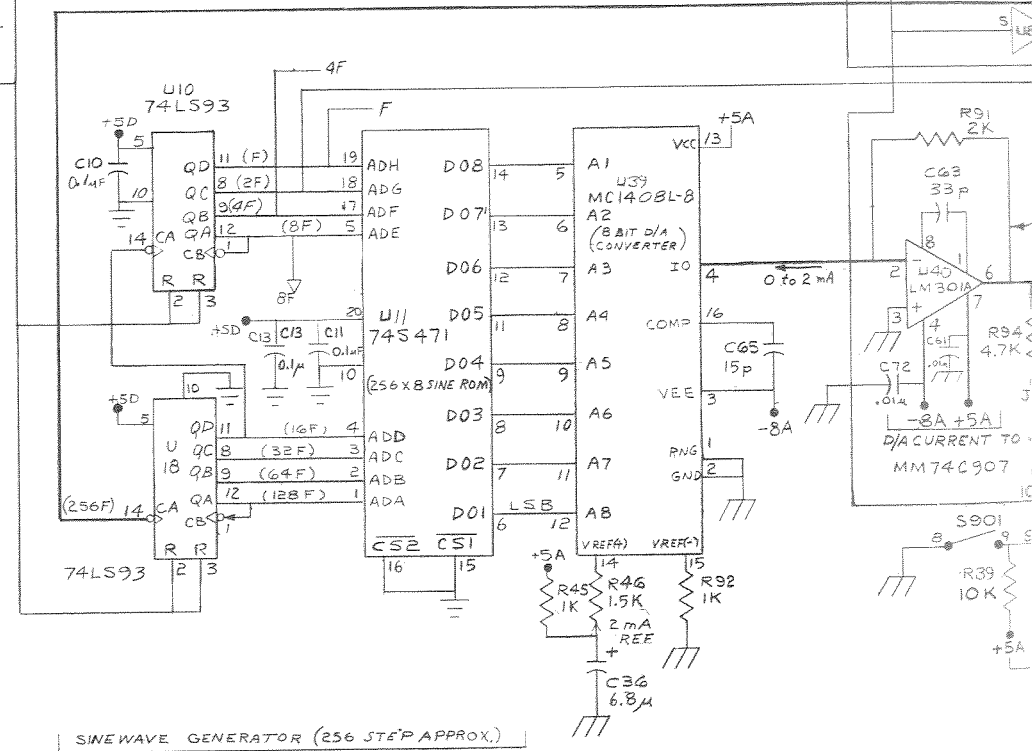 4F
F
U10
74LS93
+5D
5
C10
0.1µF
10
QD 11 (F) 19 ADH
QC 8 (2F) 18 ADG
QB 9 (4F) 17 ADF
QA 12 (8F) 5 ADE
14 CA
CB 1
R R
2 3
8F
20
U11
74S471
(256 X 8 SINE ROM)
+5D
C13 C13
0.1µ
C11
0.1µF
10
D08 14 5 A1
D07 13 6 A2
D06 12 7 A3
D05 11 8 A4
D04 9 9 A5
D03 8 10 A6
D02 7 11 A7
D01 6 LSB 12 A8
CS2 CS1
16 15
+5D
5
10
U
18
QD 11 (16F) 4 ADD
QC 8 (32F) 3 ADC
QB 9 (64F) 2 ADB
QA 12 (128F) 1 ADA
(256F) 14 CA
CB 1
R R
2 3
74LS93
U39
MC1408L-8
(8 BIT D/A
CONVERTER)
VCC 13 +5A
IO 4
0 to 2 mA
COMP 16
C65
15p
VEE 3
-8A
RNG 1
GND 2
VREF(+) VREF(-)
14 15
+5A
R45
1K
R46
1.5K
2 mA
REF
+
C36
6.8µ
R92
1K
S
U8
R91
2K
C63
33p
8
1
2 -
U40
LM301A
6
3 +
4
7
C61
.01µ
R94
4.7K
C72
.01µ
-8A +5A
D/A CURRENT TO
MM74C907
S901
8 9
R39
10K
+5A
SINEWAVE GENERATOR (256 STEP APPROX.)